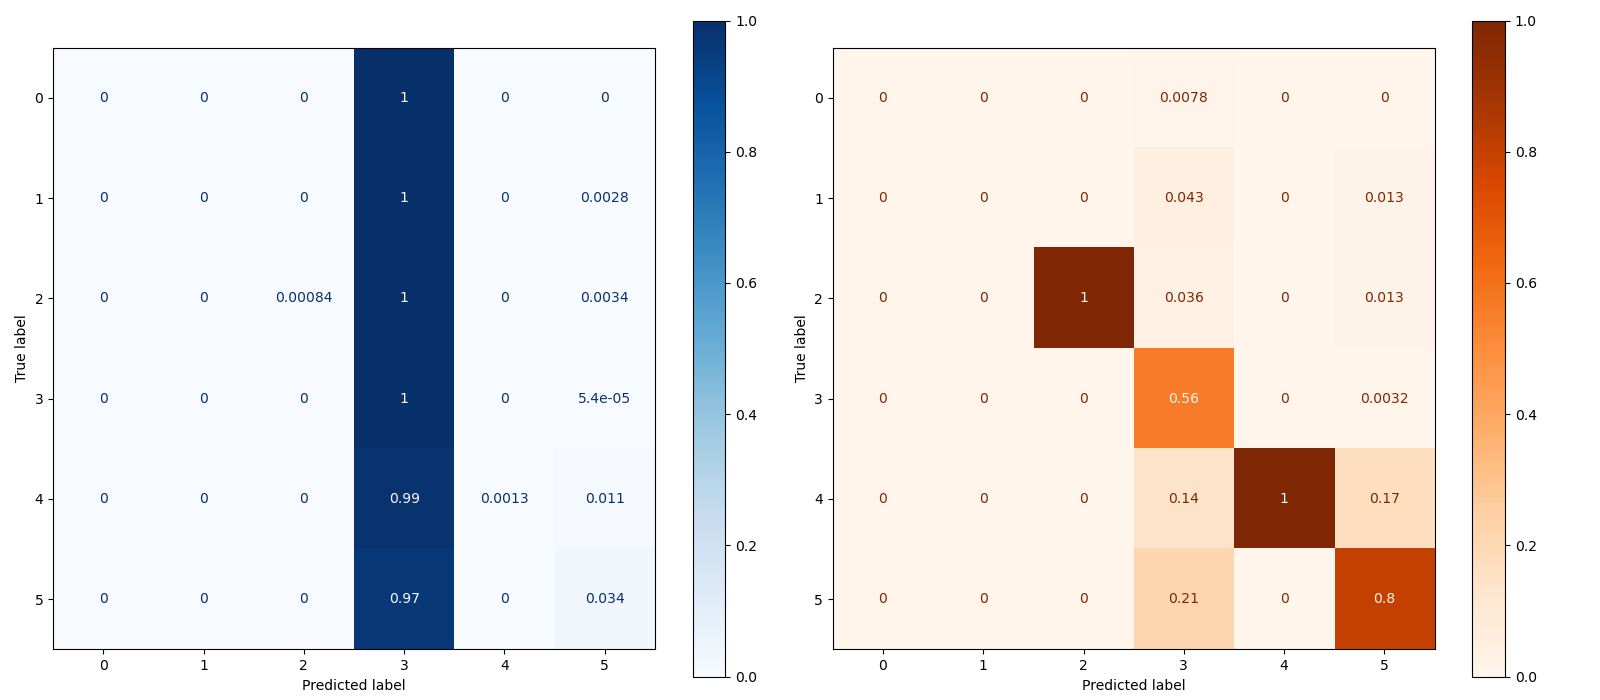 0 0 0 0 1 0 0
1 0 0 0 1 0 0.0028
2 0 0 0.00084 1 0 0.0034
3 0 0 0 1 0 5.4e-05
4 0 0 0 0.99 0.0013 0.011
5 0 0 0 0.97 0 0.034
0 1 2 3 4 5
True label
Predicted label
1.0
0.8
0.6
0.4
0.2
0.0
0 0 0 0 0.0078 0 0
1 0 0 0 0.043 0 0.013
2 0 0 1 0.036 0 0.013
3 0 0 0 0.56 0 0.0032
4 0 0 0 0.14 1 0.17
5 0 0 0 0.21 0 0.8
0 1 2 3 4 5
True label
Predicted label
1.0
0.8
0.6
0.4
0.2
0.0